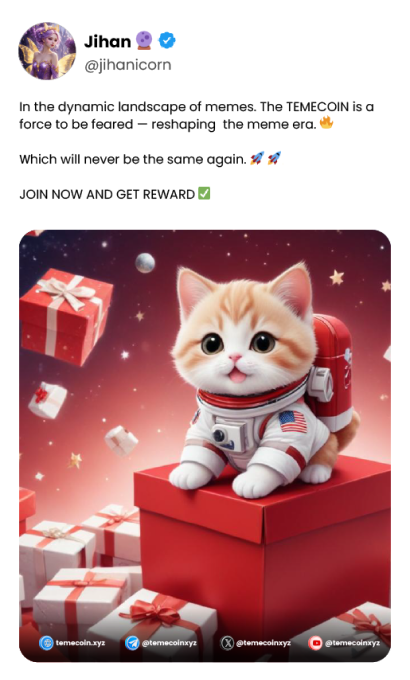 Jihan
@jihanicorn
In the dynamic landscape of memes. The TEMECOIN is a
force to be feared — reshaping the meme era.
Which will never be the same again.
JOIN NOW AND GET REWARD
temecoin.xyz @temecoinxyz @temecoinxyz @temecoinxyz